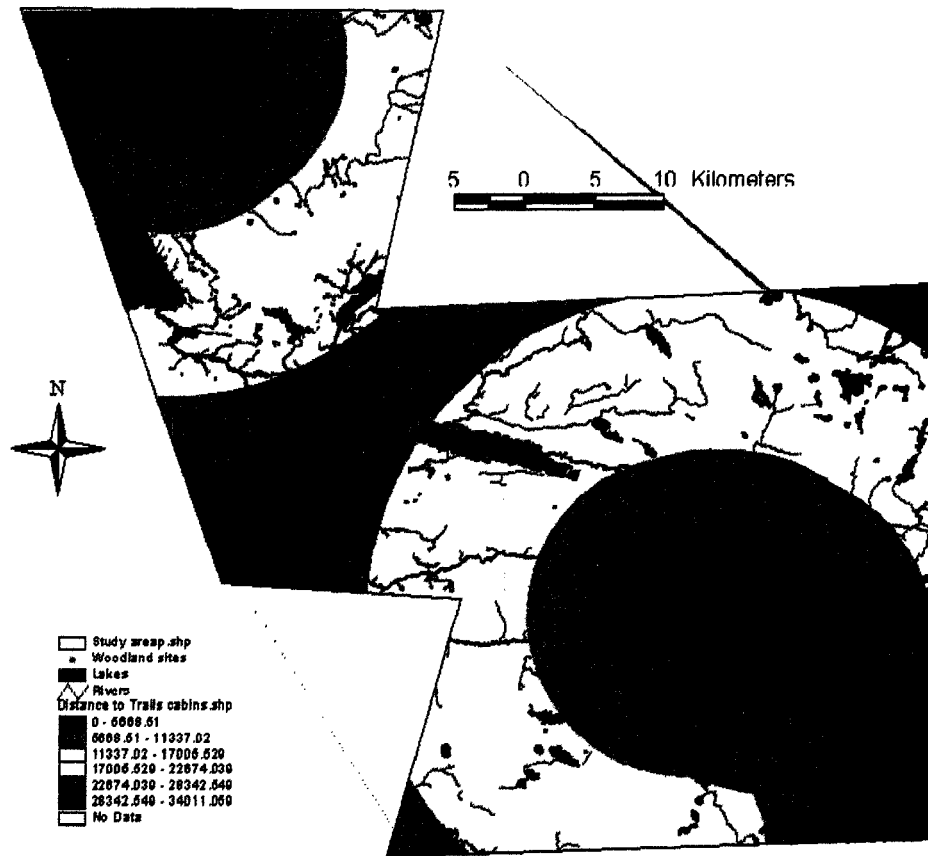 5 0 5 10 Kilometers
N
Study areap.shp
Woodland sites
Lakes
Rivers
Distance to Trails cabins.shp
0 - 5668.51
5668.51 - 11337.02
11337.02 - 17005.529
17005.529 - 22674.039
22674.039 - 28342.549
28342.549 - 34011.059
No Data